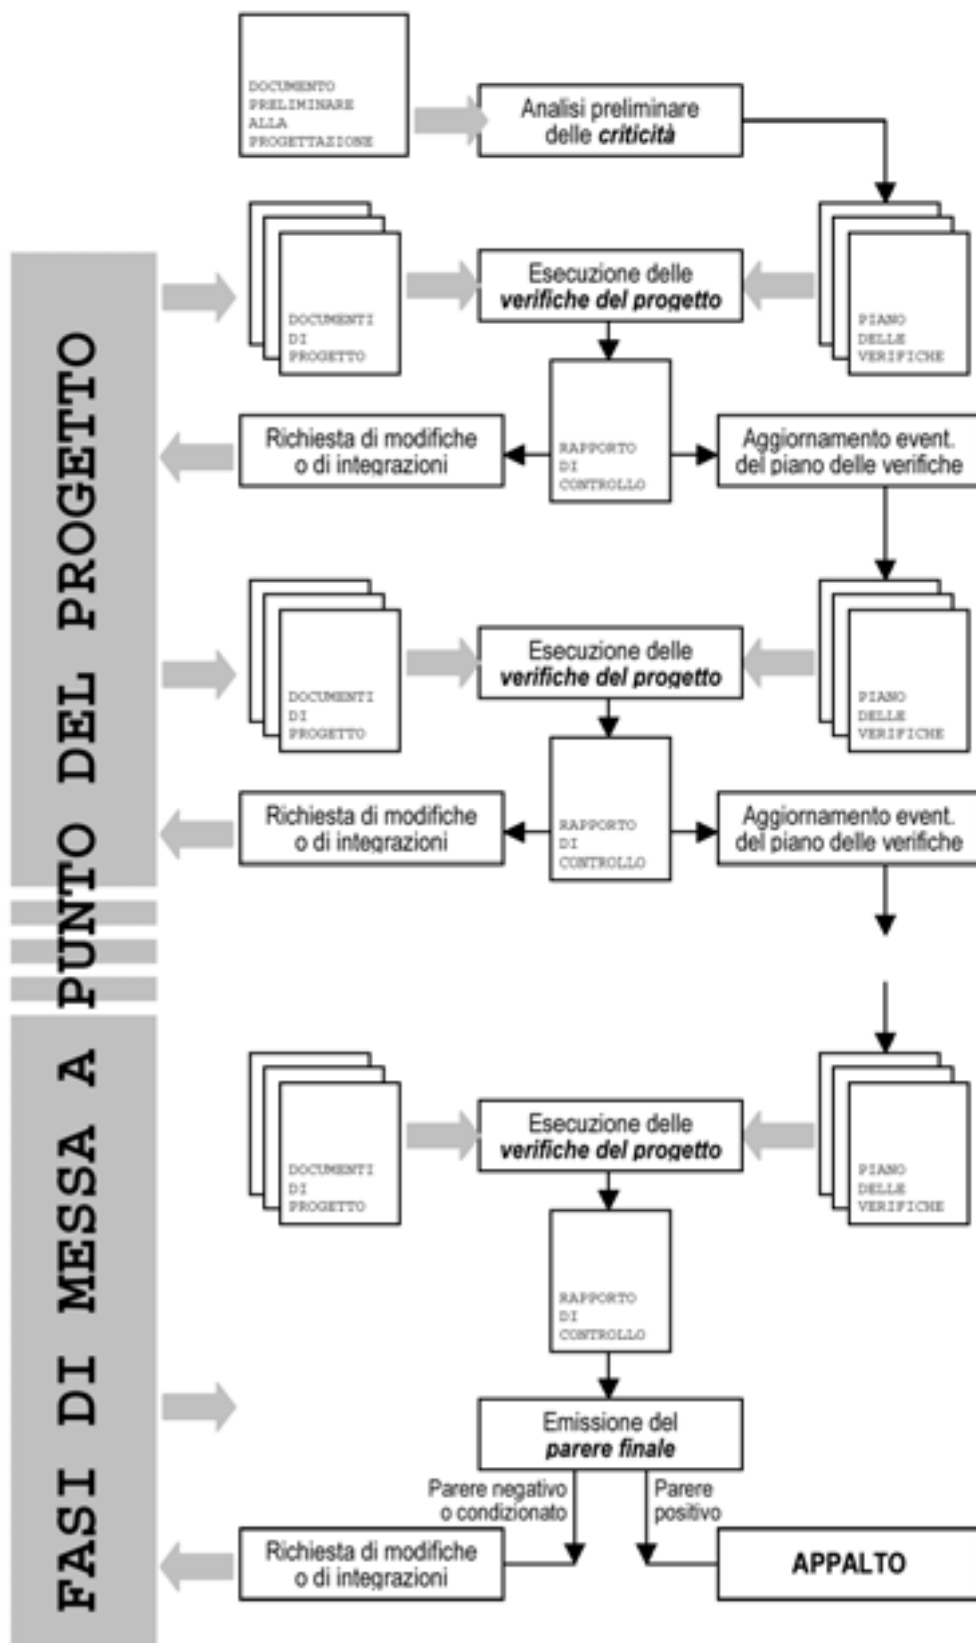 DOCUMENTO
PRELIMINARE
ALLA
PROGETTAZIONE
Analisi preliminare
delle criticità
DOCUMENTI
DI
PROGETTO
Esecuzione delle
verifiche del progetto
PIANO
DELLE
VERIFICHE
Richiesta di modifiche
o di integrazioni
RAPPORTO
DI
CONTROLLO
Aggiornamento event.
del piano delle verifiche
DOCUMENTI
DI
PROGETTO
Esecuzione delle
verifiche del progetto
PIANO
DELLE
VERIFICHE
Richiesta di modifiche
o di integrazioni
RAPPORTO
DI
CONTROLLO
Aggiornamento event.
del piano delle verifiche
DOCUMENTI
DI
PROGETTO
Esecuzione delle
verifiche del progetto
PIANO
DELLE
VERIFICHE
RAPPORTO
DI
CONTROLLO
Emissione del
parere finale
Parere negativo
o condizionato
Parere
positivo
Richiesta di modifiche
o di integrazioni
APPALTO
FASI DI MESSA A PUNTO DEL PROGETTO